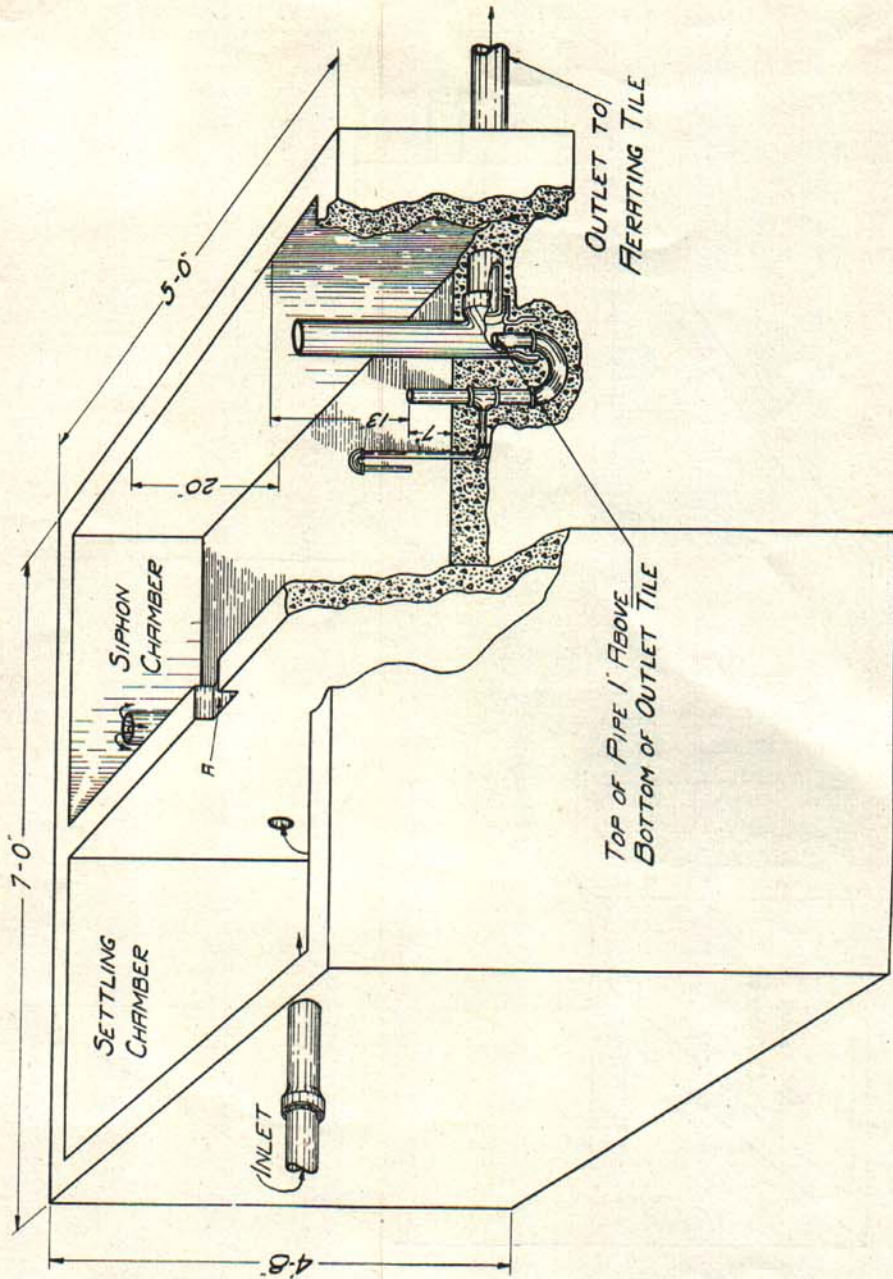 7-0"
5-0"
SETTLING
CHAMBER
SIPHON
CHAMBER
20"
13"
7"
INLET
4-8"
A
OUTLET TO
AERATING TILE
TOP OF PIPE 1" ABOVE
BOTTOM OF OUTLET TILE